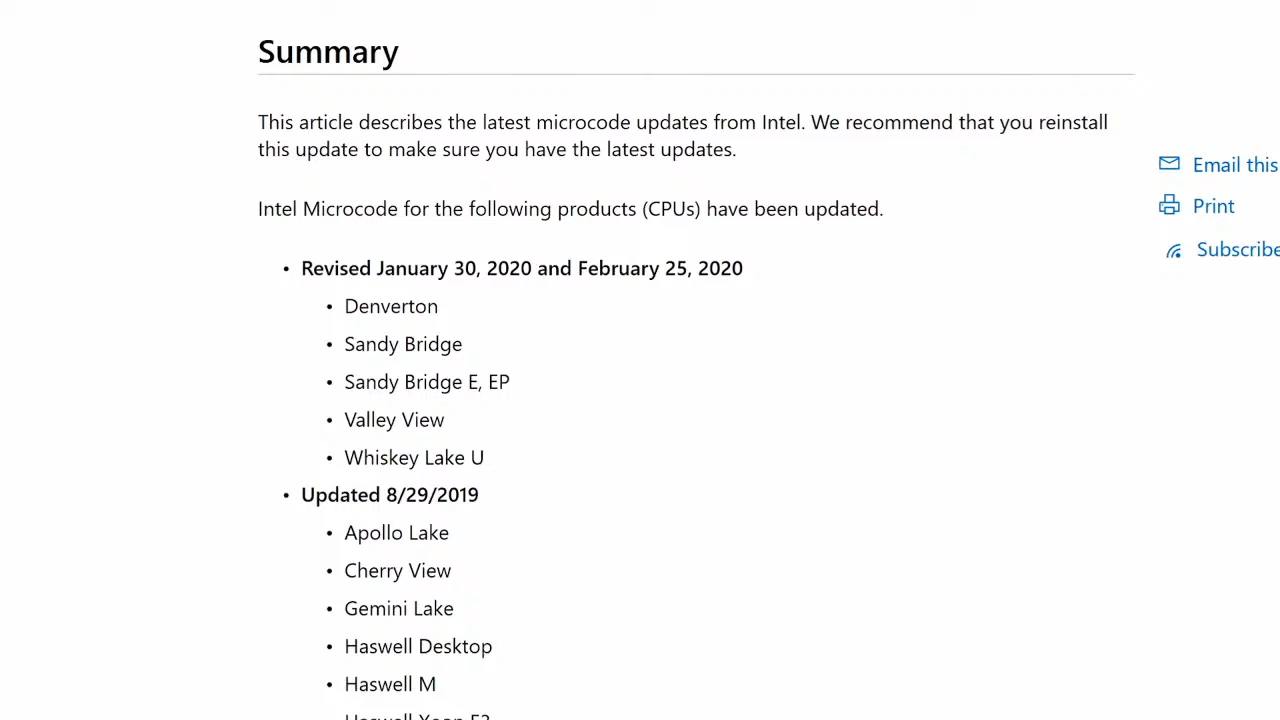 Summary
This article describes the latest microcode updates from Intel. We recommend that you reinstall
this update to make sure you have the latest updates.
Email this
Print
Subscribe
Intel Microcode for the following products (CPUs) have been updated.
• Revised January 30, 2020 and February 25, 2020
• Denverton
• Sandy Bridge
• Sandy Bridge E, EP
• Valley View
• Whiskey Lake U
• Updated 8/29/2019
• Apollo Lake
• Cherry View
• Gemini Lake
• Haswell Desktop
• Haswell M
Haswell Xeon E3